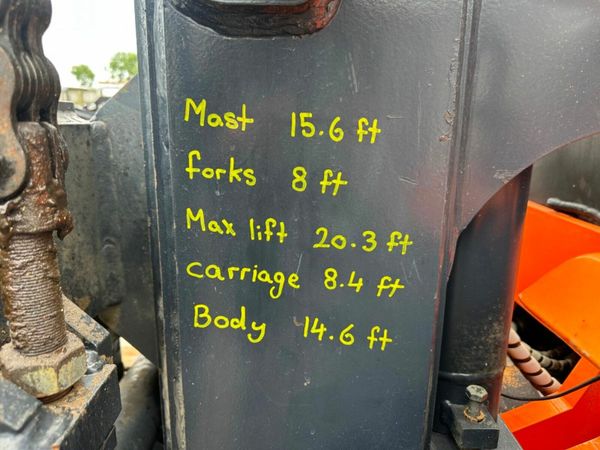 Mast 15.6 ft
forks 8 ft
Max lift 20.3 ft
carriage 8.4 ft
Body 14.6 ft